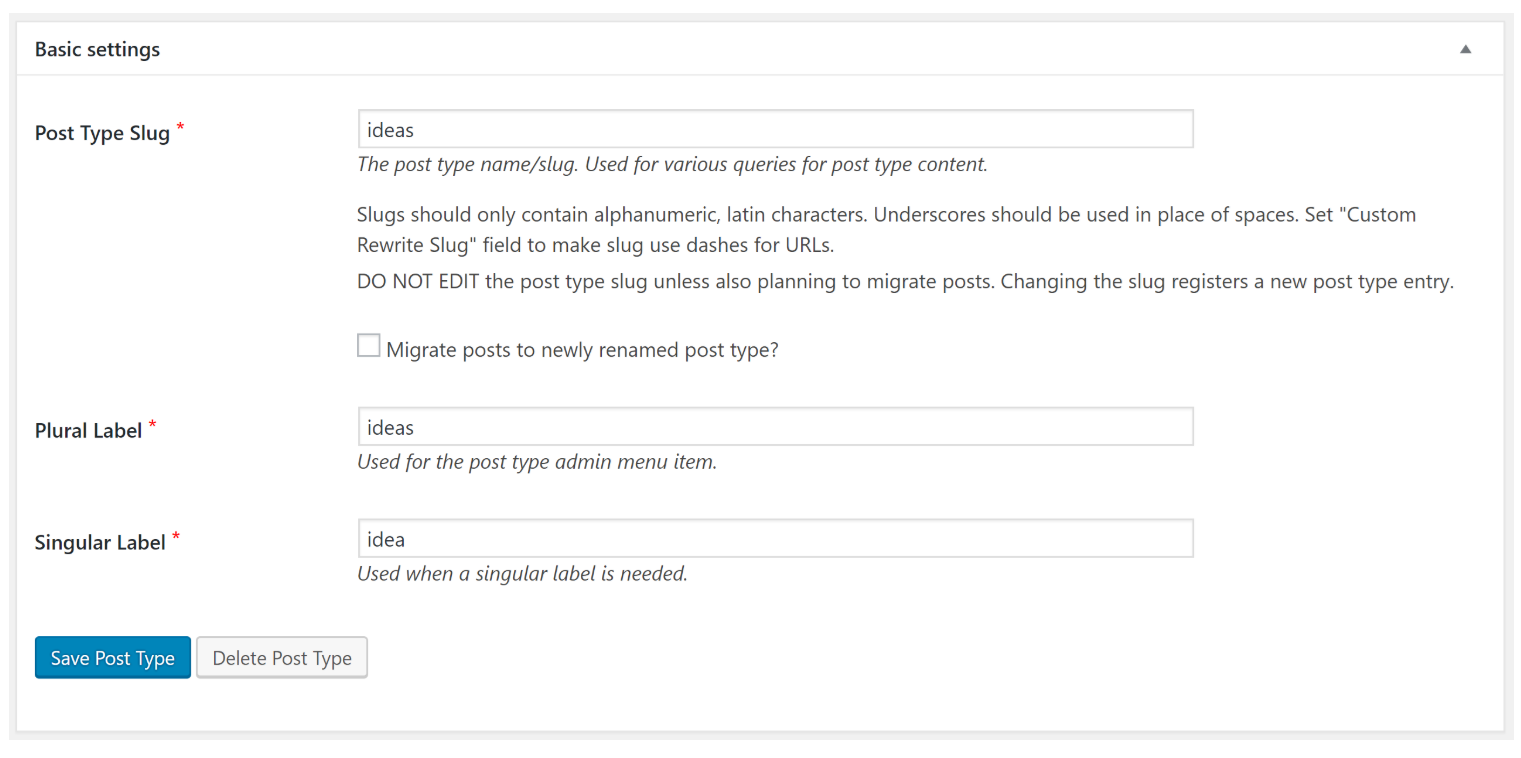 Basic settings
Post Type Slug *
ideas
The post type name/slug. Used for various queries for post type content.
Slugs should only contain alphanumeric, latin characters. Underscores should be used in place of spaces. Set "Custom
Rewrite Slug" field to make slug use dashes for URLs.
DO NOT EDIT the post type slug unless also planning to migrate posts. Changing the slug registers a new post type entry.
Migrate posts to newly renamed post type?
Plural Label *
ideas
Used for the post type admin menu item.
Singular Label *
idea
Used when a singular label is needed.
Save Post Type Delete Post Type